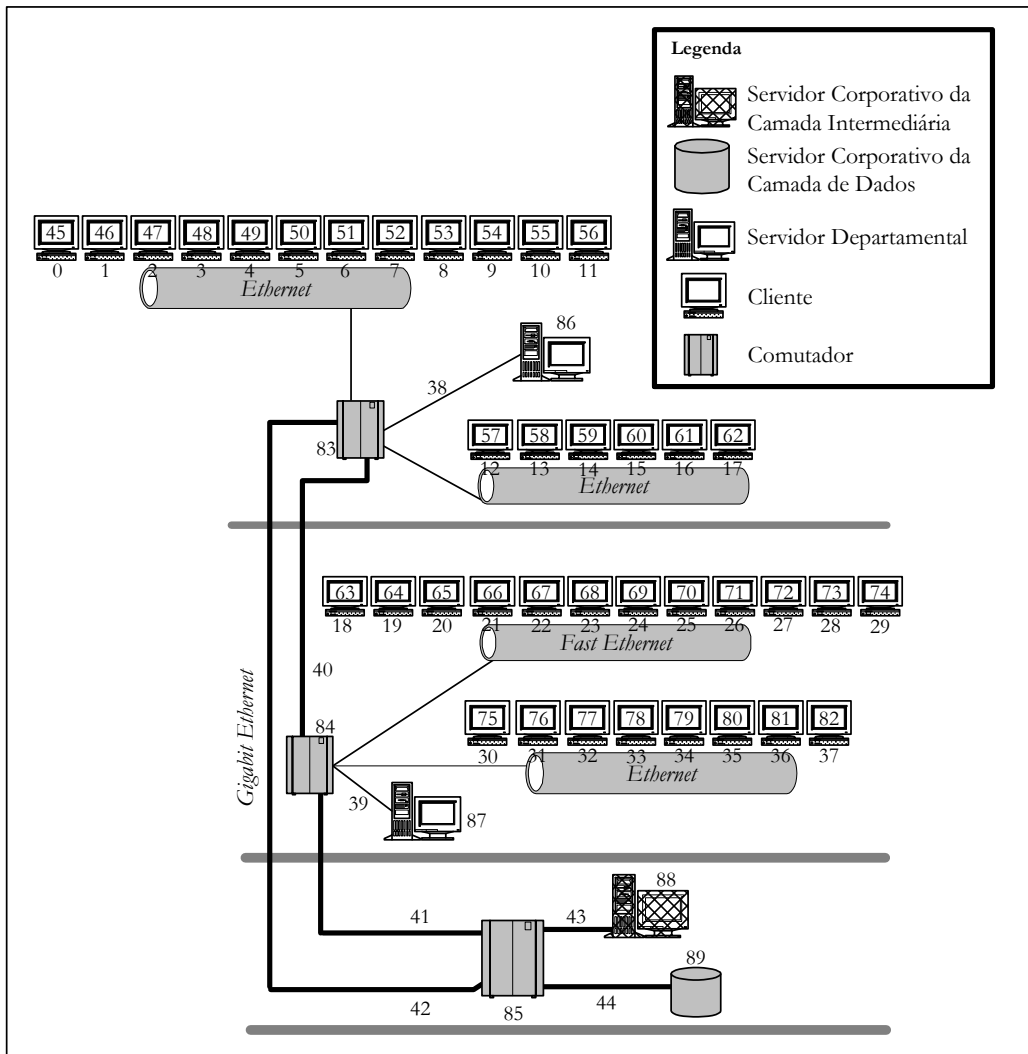 Legenda
Servidor Corporativo da
Camada Intermediária
Servidor Corporativo da
Camada de Dados
Servidor Departamental
Cliente
Comutador
45 46 47 48 49 50 51 52 53 54 55 56
0 1 2 3 4 5 6 7 8 9 10 11
Ethernet
86
38
83
57 58 59 60 61 62
12 13 14 15 16 17
Ethernet
63 64 65 66 67 68 69 70 71 72 73 74
18 19 20 21 22 23 24 25 26 27 28 29
Fast Ethernet
40
Gigabit Ethernet
84
75 76 77 78 79 80 81 82
30 31 32 33 34 35 36 37
Ethernet
39
87
88
41
43
89
42
85
44